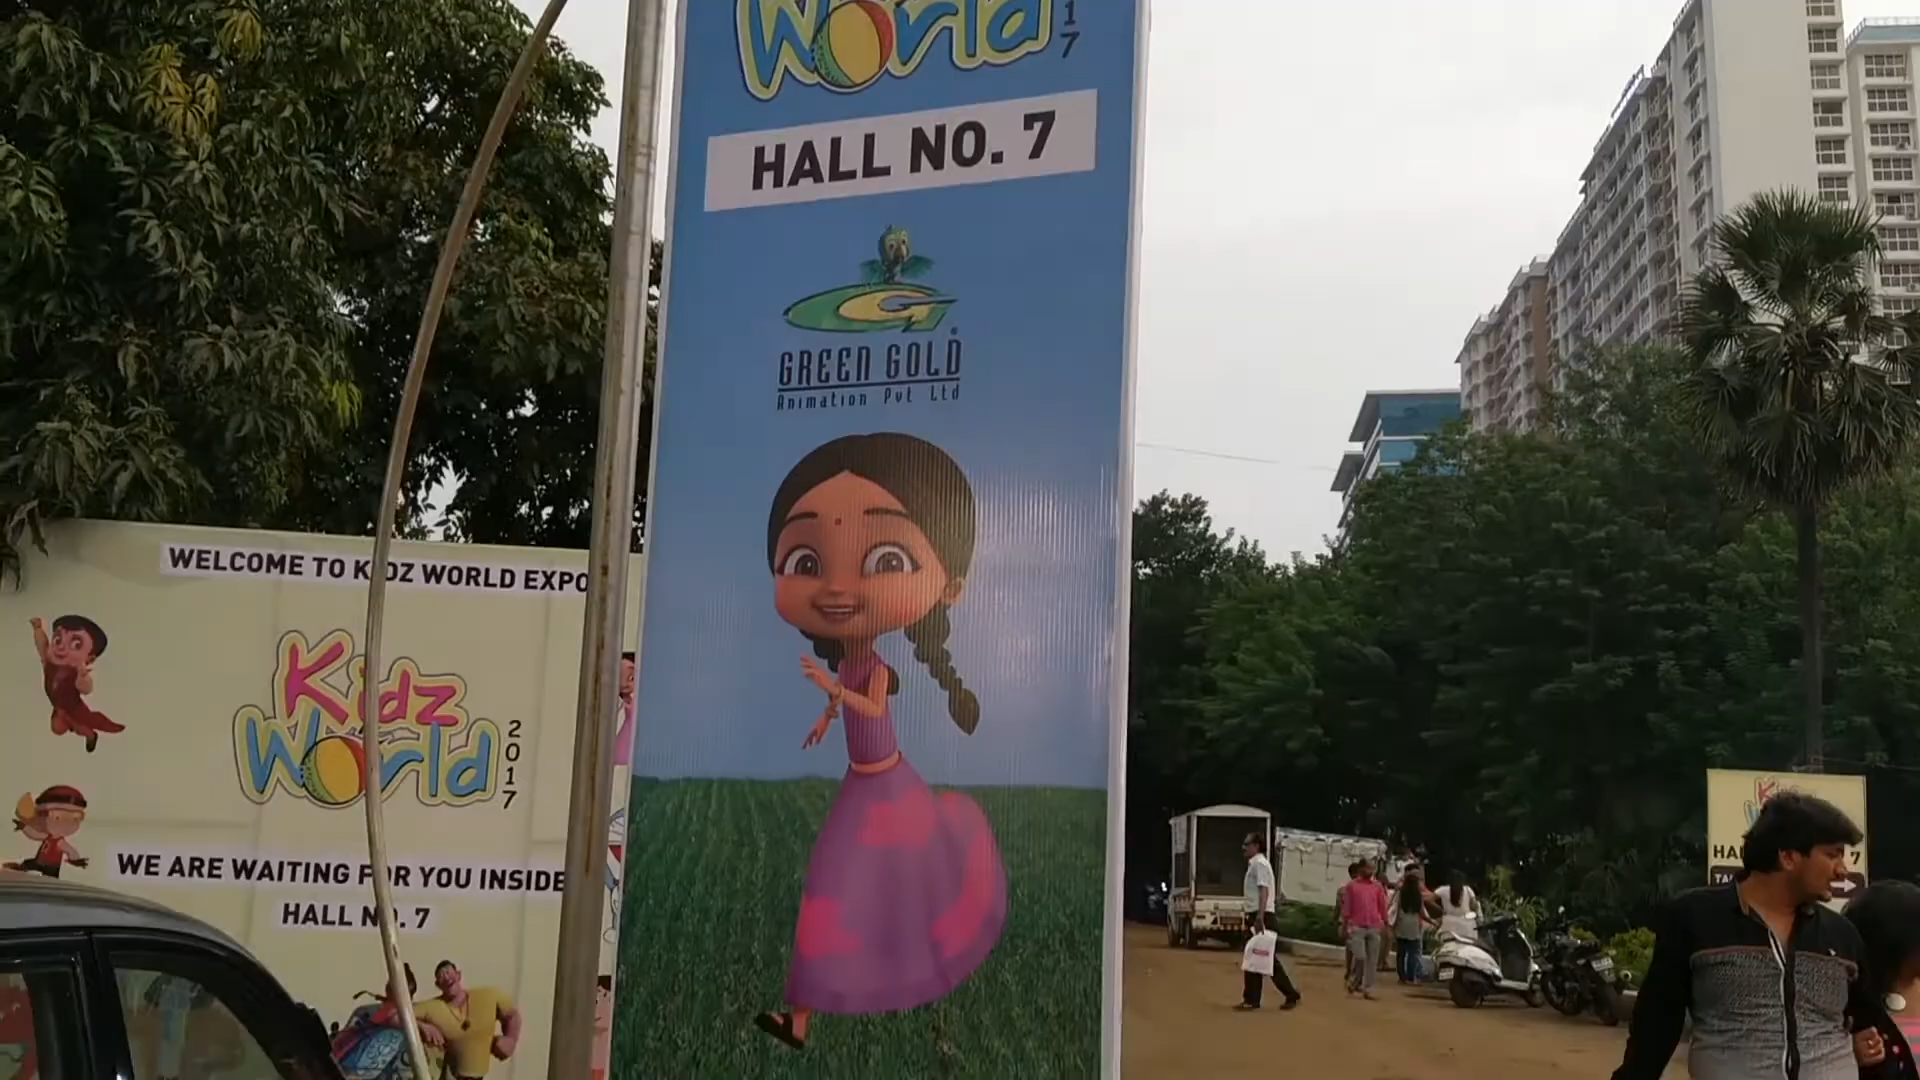 World 17
HALL NO. 7
GREEN GOLD
Animation Pvt Ltd
WELCOME TO KIDZ WORLD EXPO
Kidz
World 2017
WE ARE WAITING FOR YOU INSIDE
HALL NO. 7
7